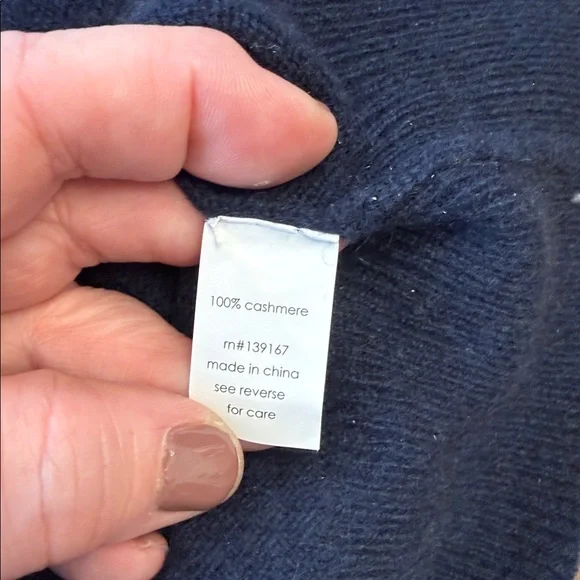 100% cashmere
rn#139167
made in china
see reverse
for care